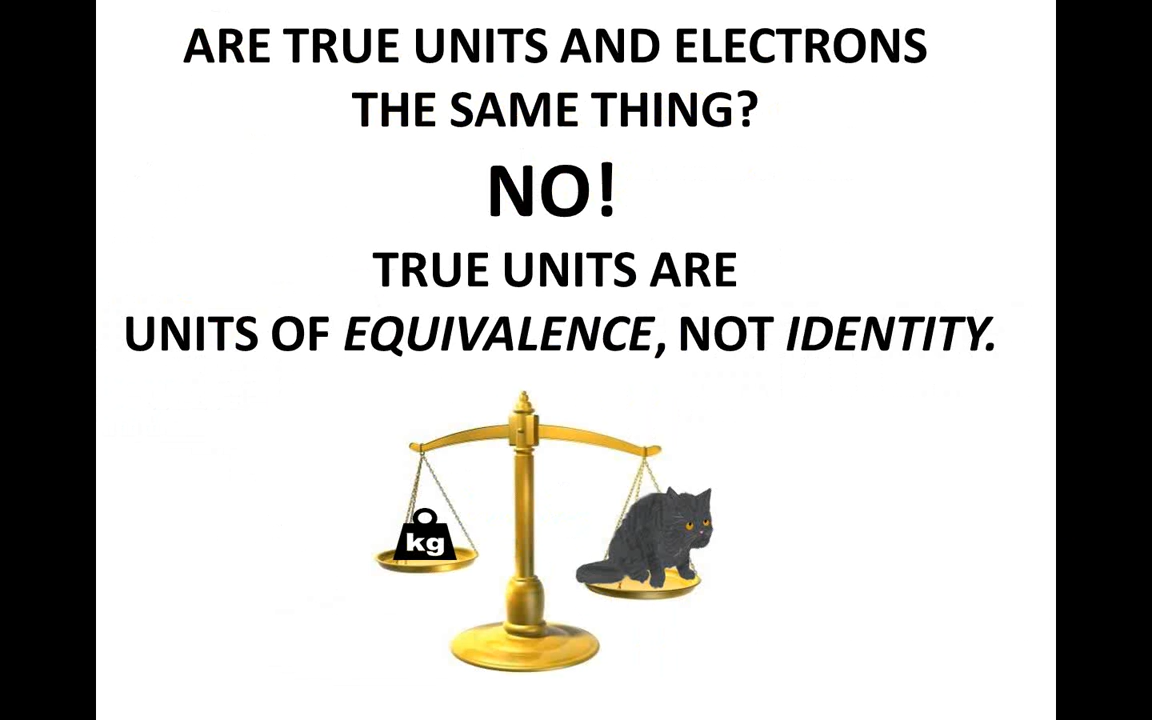 ARE TRUE UNITS AND ELECTRONS
THE SAME THING?
NO!
TRUE UNITS ARE
UNITS OF EQUIVALENCE, NOT IDENTITY.
kg